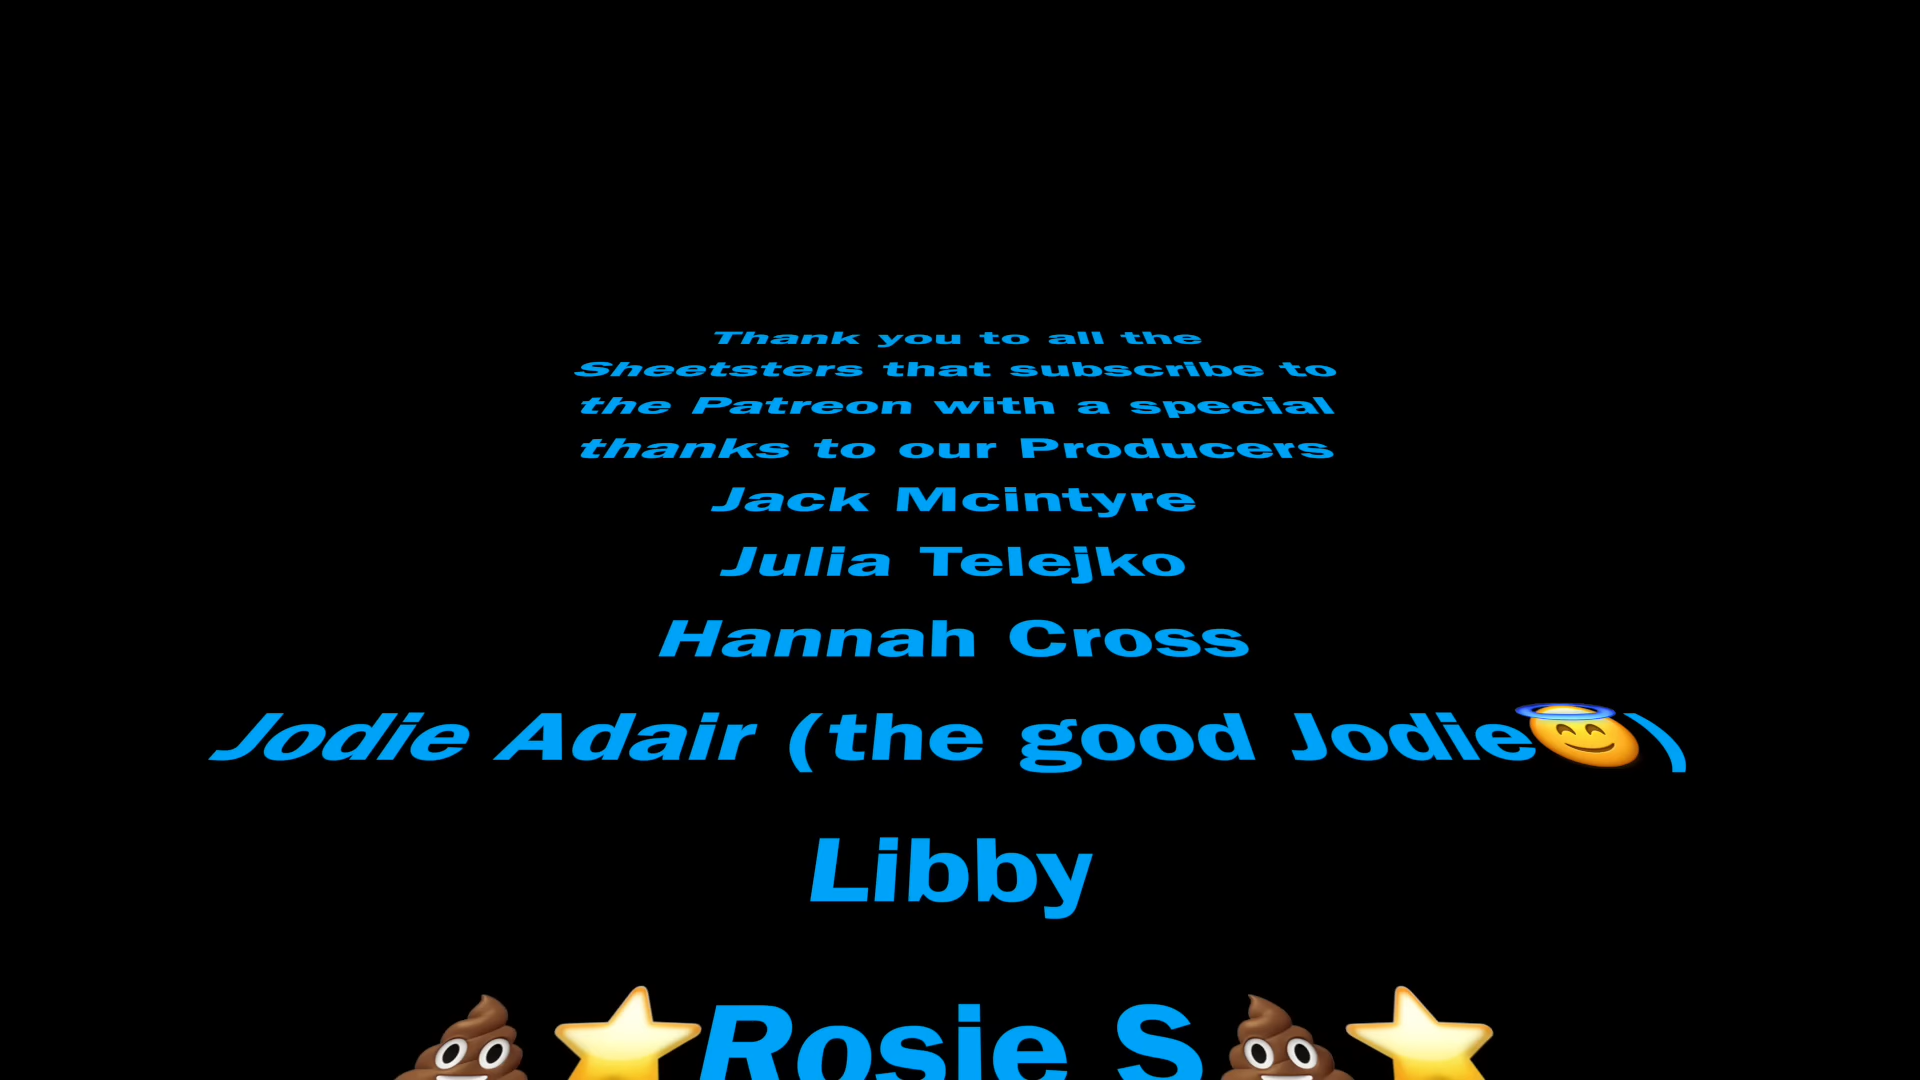 Thank you to all the
Sheetsters that subscribe to
the Patreon with a special
thanks to our Producers
Jack Mcintyre
Julia Telejko
Hannah Cross
Jodie Adair (the good Jodie😇)
Libby
💩⭐Rosie S💩⭐